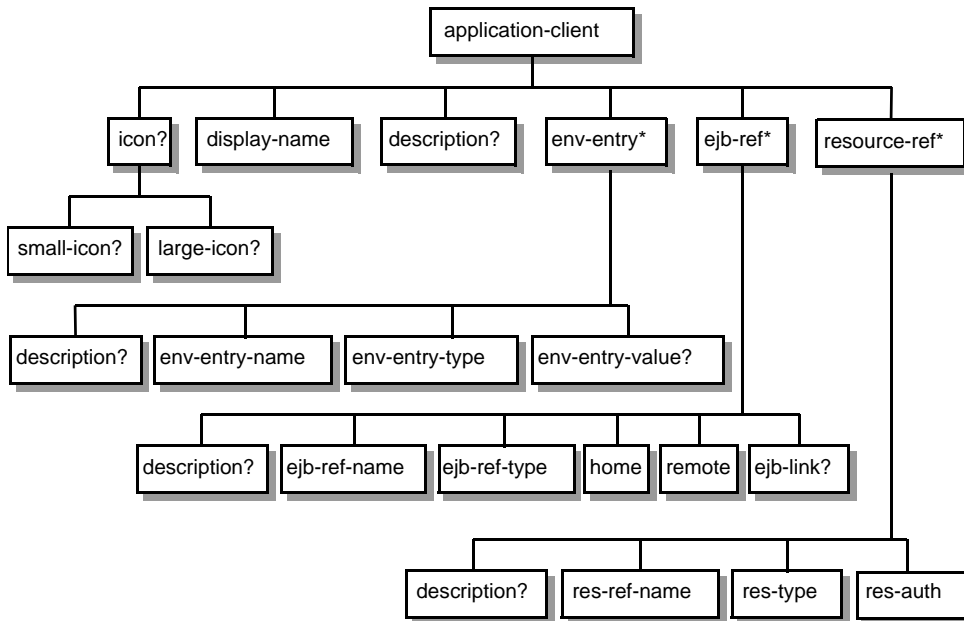 application-client
icon?
display-name
description?
env-entry*
ejb-ref*
resource-ref*
small-icon?
large-icon?
description?
env-entry-name
env-entry-type
env-entry-value?
description?
ejb-ref-name
ejb-ref-type
home
remote
ejb-link?
description?
res-ref-name
res-type
res-auth